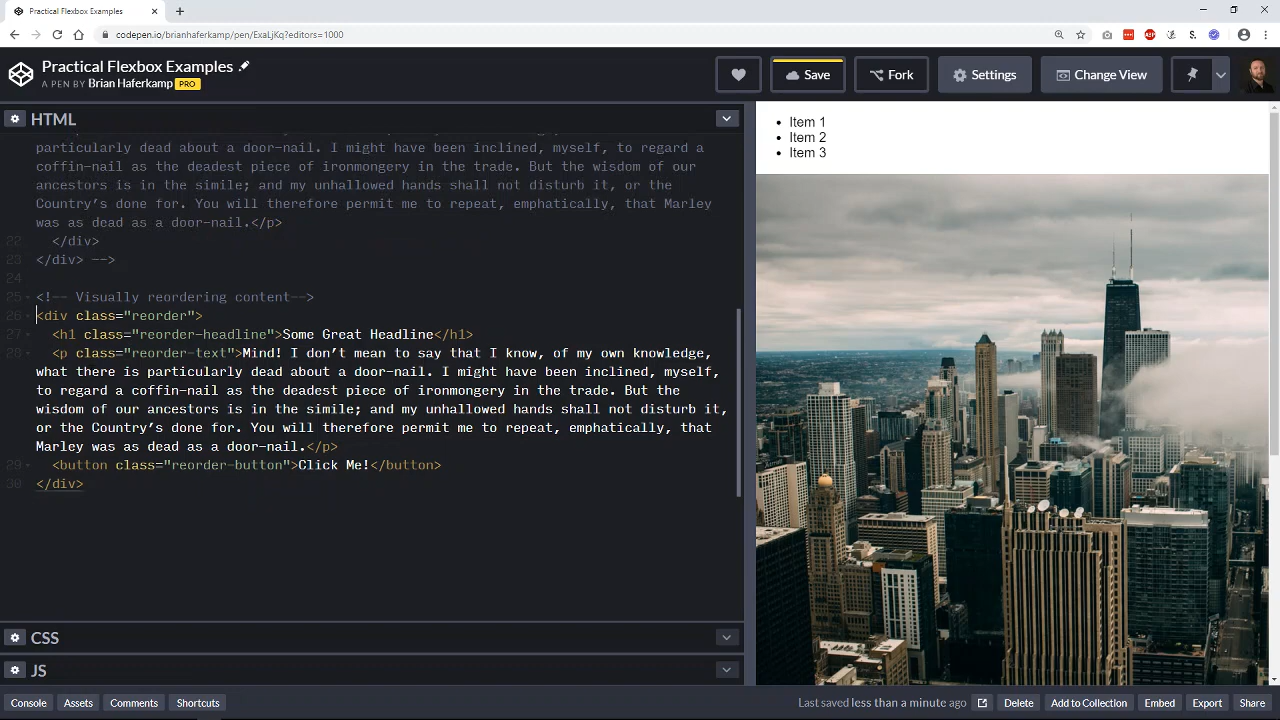 Practical Flexbox Examples
codepen.io/brianhaferkamp/pen/ExaLjKq?editors=1000
Practical Flexbox Examples
A PEN BY Brian Haferkamp PRO
Save
Fork
Settings
Change View
HTML
particularly dead about a door-nail. I might have been inclined, myself, to regard a
coffin-nail as the deadest piece of ironmongery in the trade. But the wisdom of our
ancestors is in the simile; and my unhallowed hands shall not disturb it, or the
Country’s done for. You will therefore permit me to repeat, emphatically, that Marley
was as dead as a door-nail.</p>
22 </div>
23 </div> -->
24
25 <!-- Visually reordering content-->
26 <div class="reorder">
27 <h1 class="reorder-headline">Some Great Headline</h1>
28 <p class="reorder-text">Mind! I don’t mean to say that I know, of my own knowledge,
what there is particularly dead about a door-nail. I might have been inclined, myself,
to regard a coffin-nail as the deadest piece of ironmongery in the trade. But the
wisdom of our ancestors is in the simile; and my unhallowed hands shall not disturb it,
or the Country’s done for. You will therefore permit me to repeat, emphatically, that
Marley was as dead as a door-nail.</p>
29 <button class="reorder-button">Click Me!</button>
30 </div>
CSS
JS
Item 1
Item 2
Item 3
Console
Assets
Comments
Shortcuts
Last saved less than a minute ago
Delete
Add to Collection
Embed
Export
Share